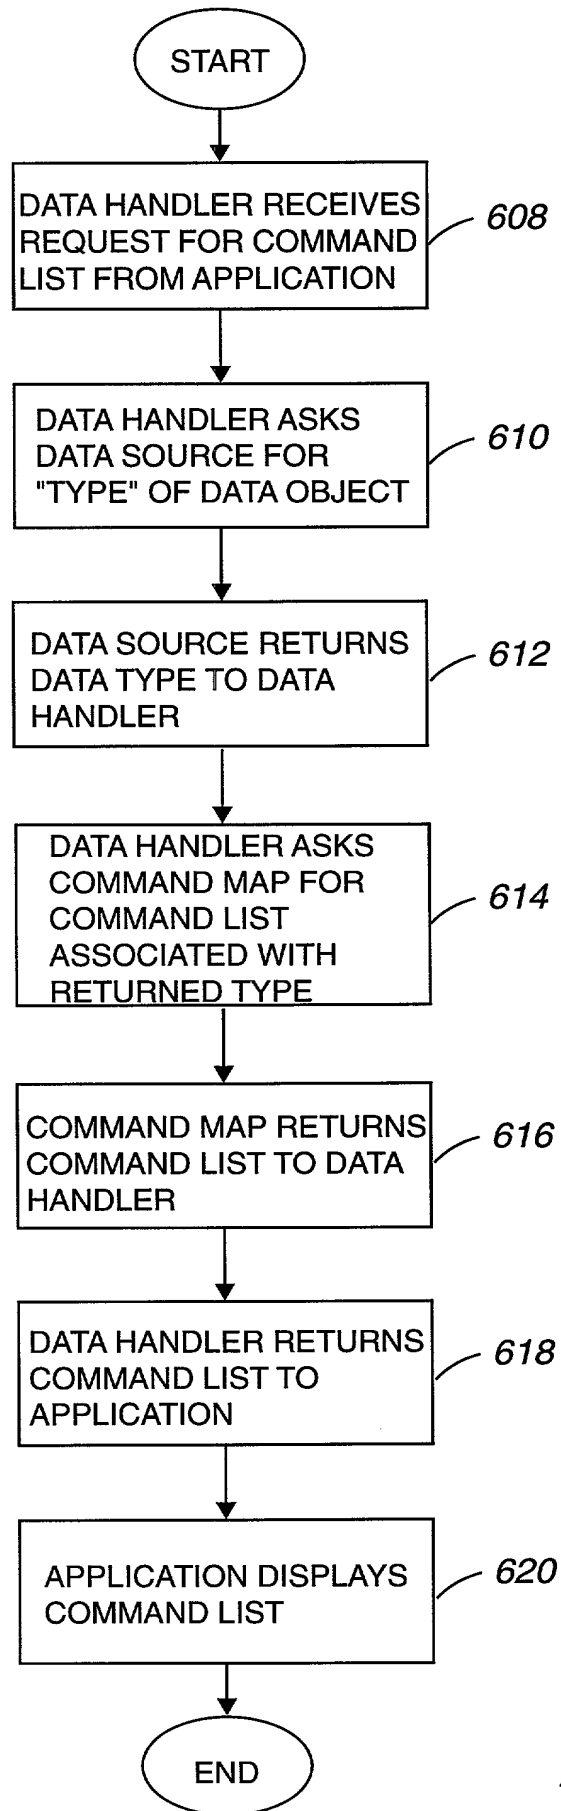 START
DATA HANDLER RECEIVES
REQUEST FOR COMMAND
LIST FROM APPLICATION
608
DATA HANDLER ASKS
DATA SOURCE FOR
"TYPE" OF DATA OBJECT
610
DATA SOURCE RETURNS
DATA TYPE TO DATA
HANDLER
612
DATA HANDLER ASKS
COMMAND MAP FOR
COMMAND LIST
ASSOCIATED WITH
RETURNED TYPE
614
COMMAND MAP RETURNS
COMMAND LIST TO DATA
HANDLER
616
DATA HANDLER RETURNS
COMMAND LIST TO
APPLICATION
618
APPLICATION DISPLAYS
COMMAND LIST
620
END